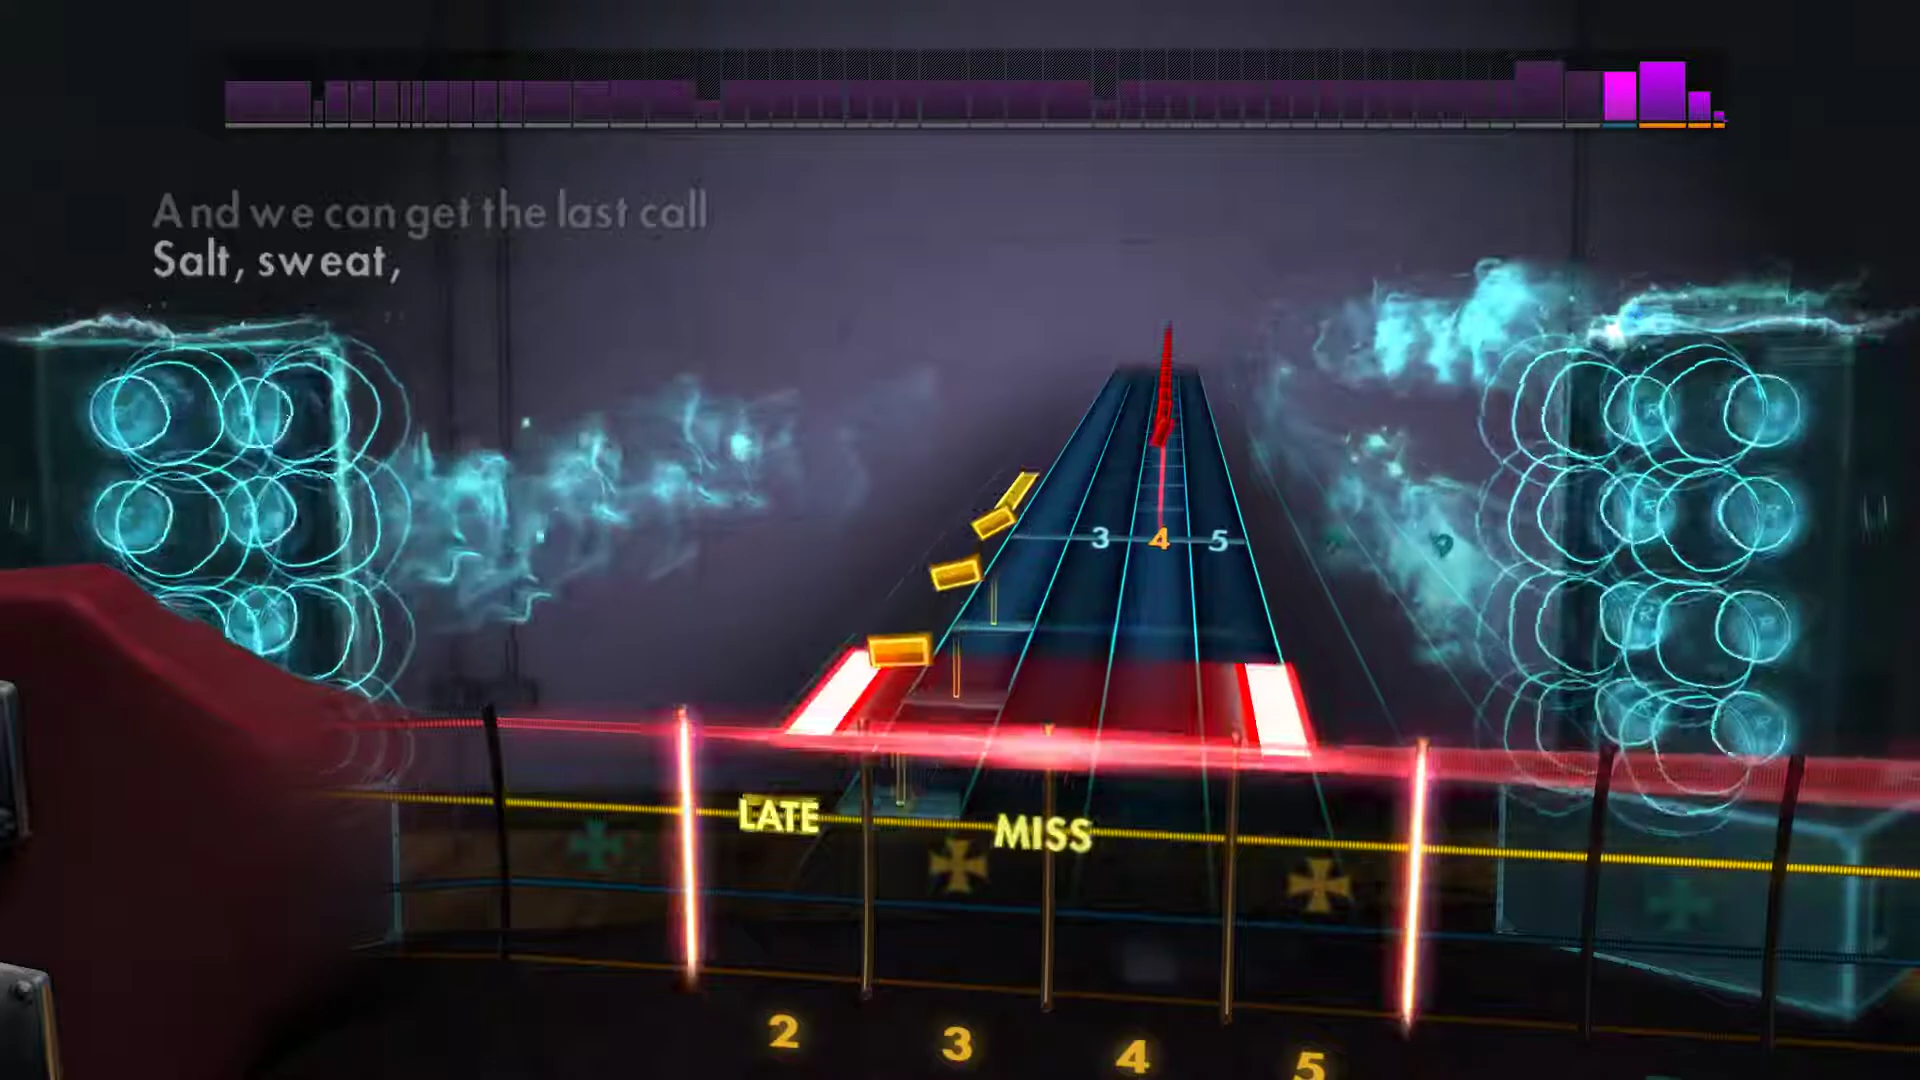 And we can get the last call
Salt, sweat,
3 4 5
LATE MISS
2 3 4 5